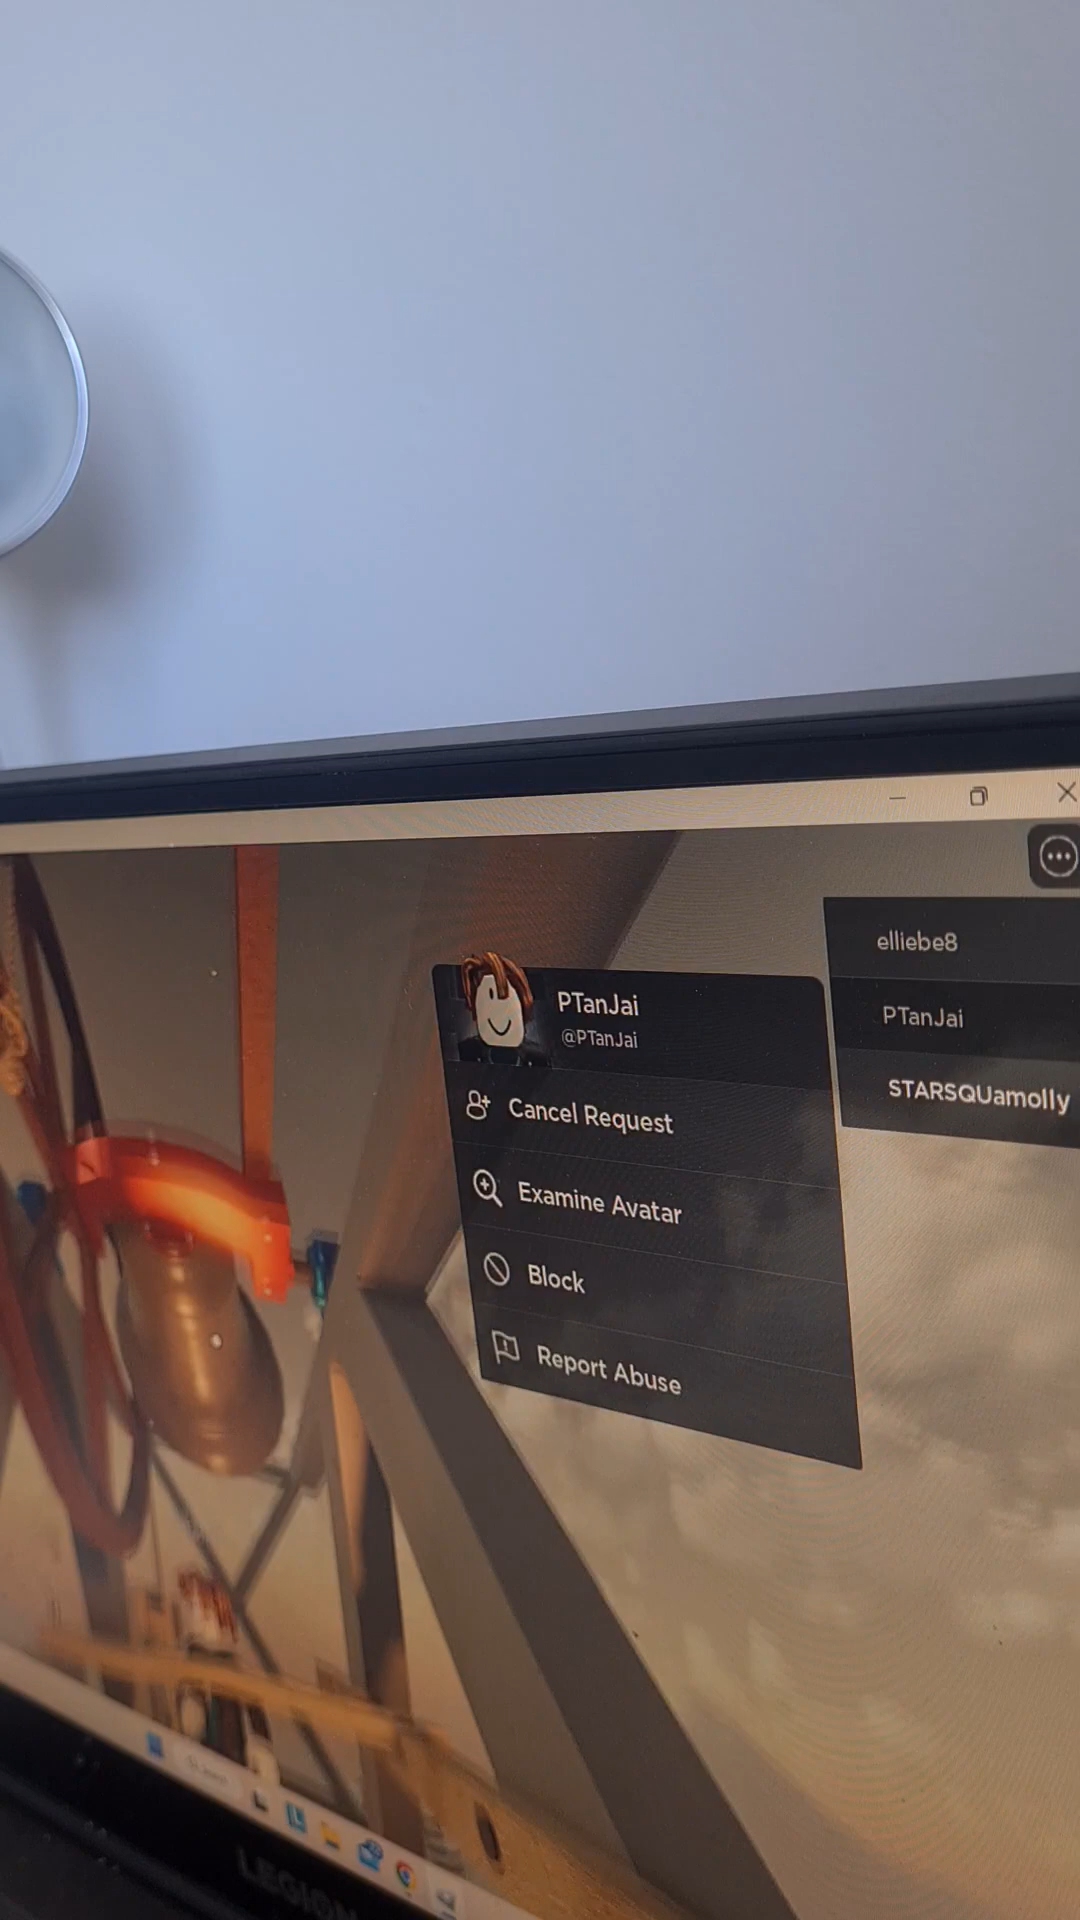 elliebe8
PTanJai
STARSQUamolly
PTanJai
@PTanJai
Cancel Request
Examine Avatar
Block
Report Abuse
LEGION